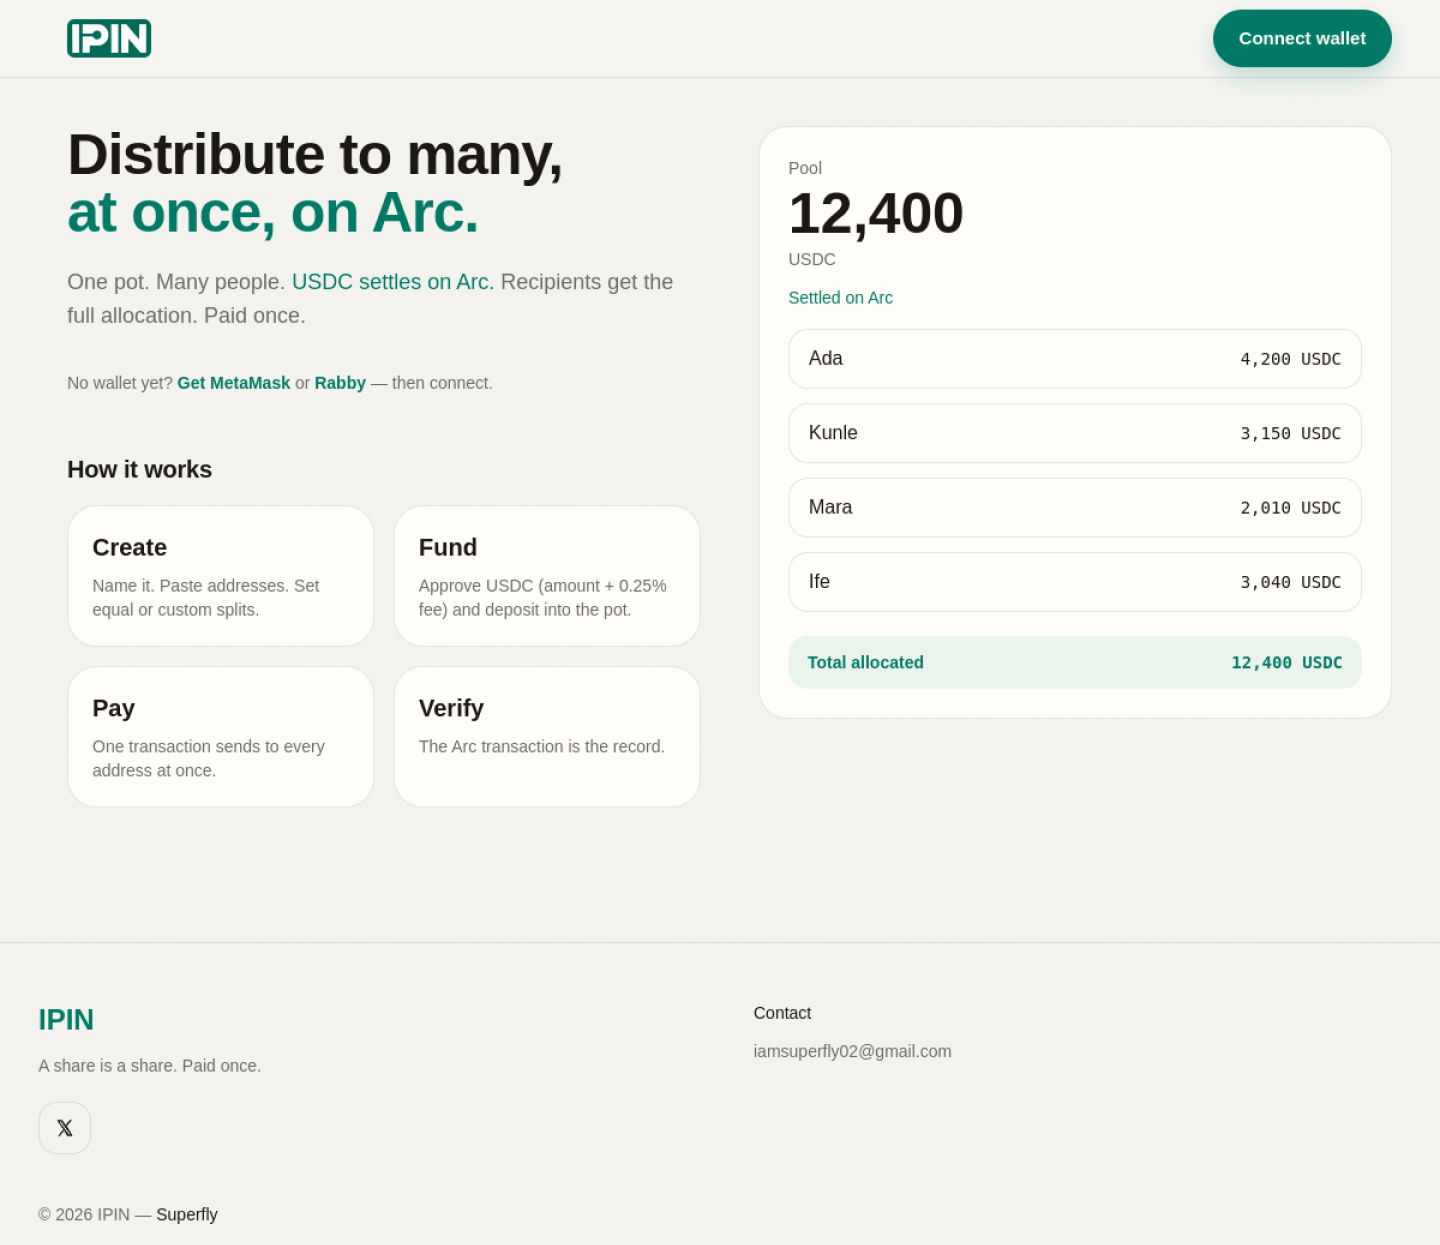 IPIN
Connect wallet
Distribute to many,
at once, on Arc.
One pot. Many people. USDC settles on Arc. Recipients get the
full allocation. Paid once.
No wallet yet? Get MetaMask or Rabby — then connect.
How it works
Create
Name it. Paste addresses. Set
equal or custom splits.
Fund
Approve USDC (amount + 0.25%
fee) and deposit into the pot.
Pay
One transaction sends to every
address at once.
Verify
The Arc transaction is the record.
Pool
12,400
USDC
Settled on Arc
Ada 4,200 USDC
Kunle 3,150 USDC
Mara 2,010 USDC
Ife 3,040 USDC
Total allocated 12,400 USDC
IPIN
A share is a share. Paid once.
𝕏
Contact
iamsuperfly02@gmail.com
© 2026 IPIN — Superfly